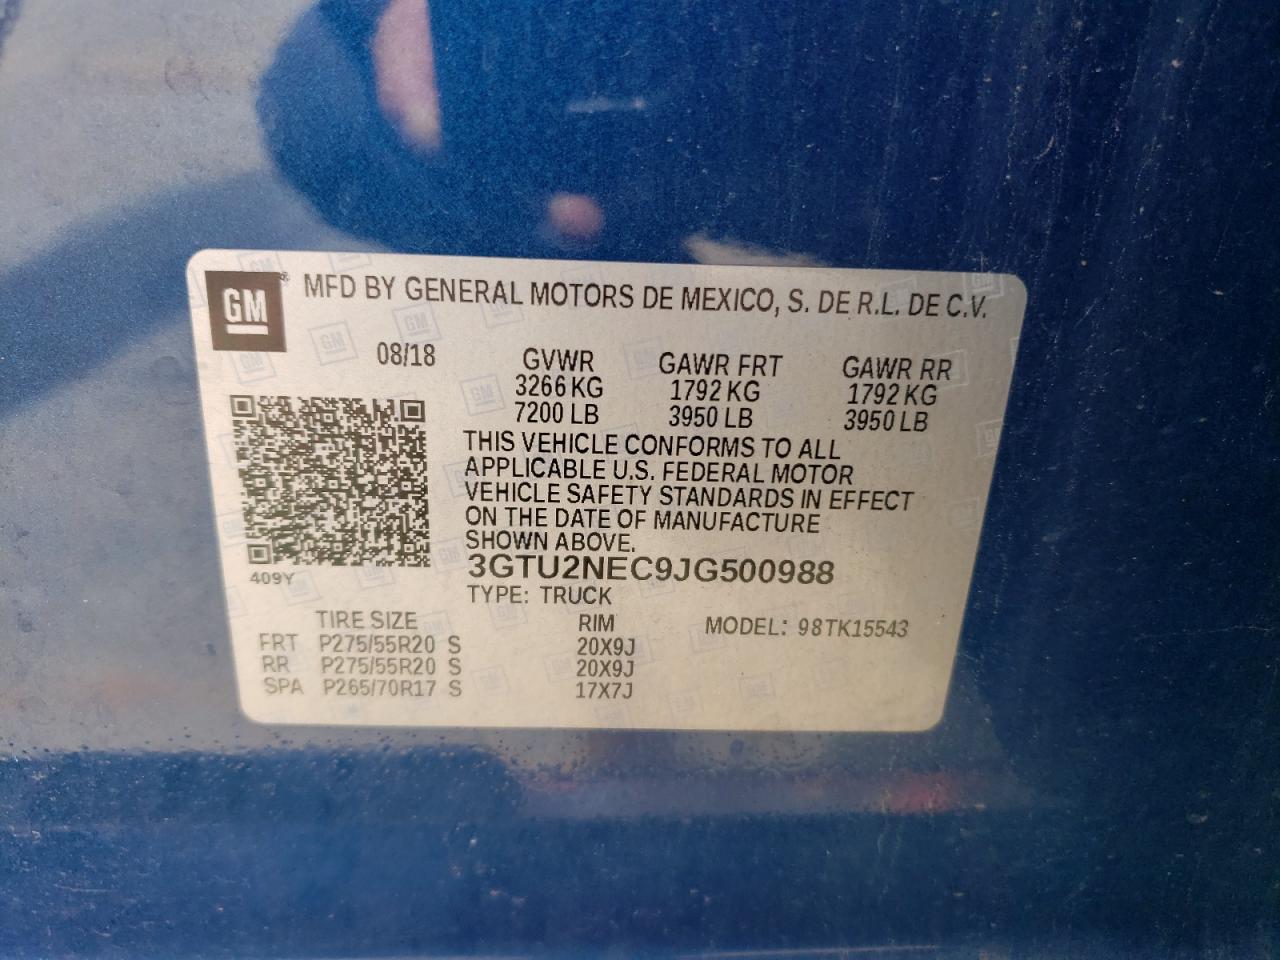 GM® MFD BY GENERAL MOTORS DE MEXICO, S. DE R.L. DE C.V.
08/18 GVWR GAWR FRT GAWR RR
3266 KG 1792 KG 1792 KG
7200 LB 3950 LB 3950 LB
THIS VEHICLE CONFORMS TO ALL
APPLICABLE U.S. FEDERAL MOTOR
VEHICLE SAFETY STANDARDS IN EFFECT
ON THE DATE OF MANUFACTURE
SHOWN ABOVE.
409Y 3GTU2NEC9JG500988
TYPE: TRUCK
TIRE SIZE RIM MODEL: 98TK15543
FRT P275/55R20 S 20X9J
RR P275/55R20 S 20X9J
SPA P265/70R17 S 17X7J